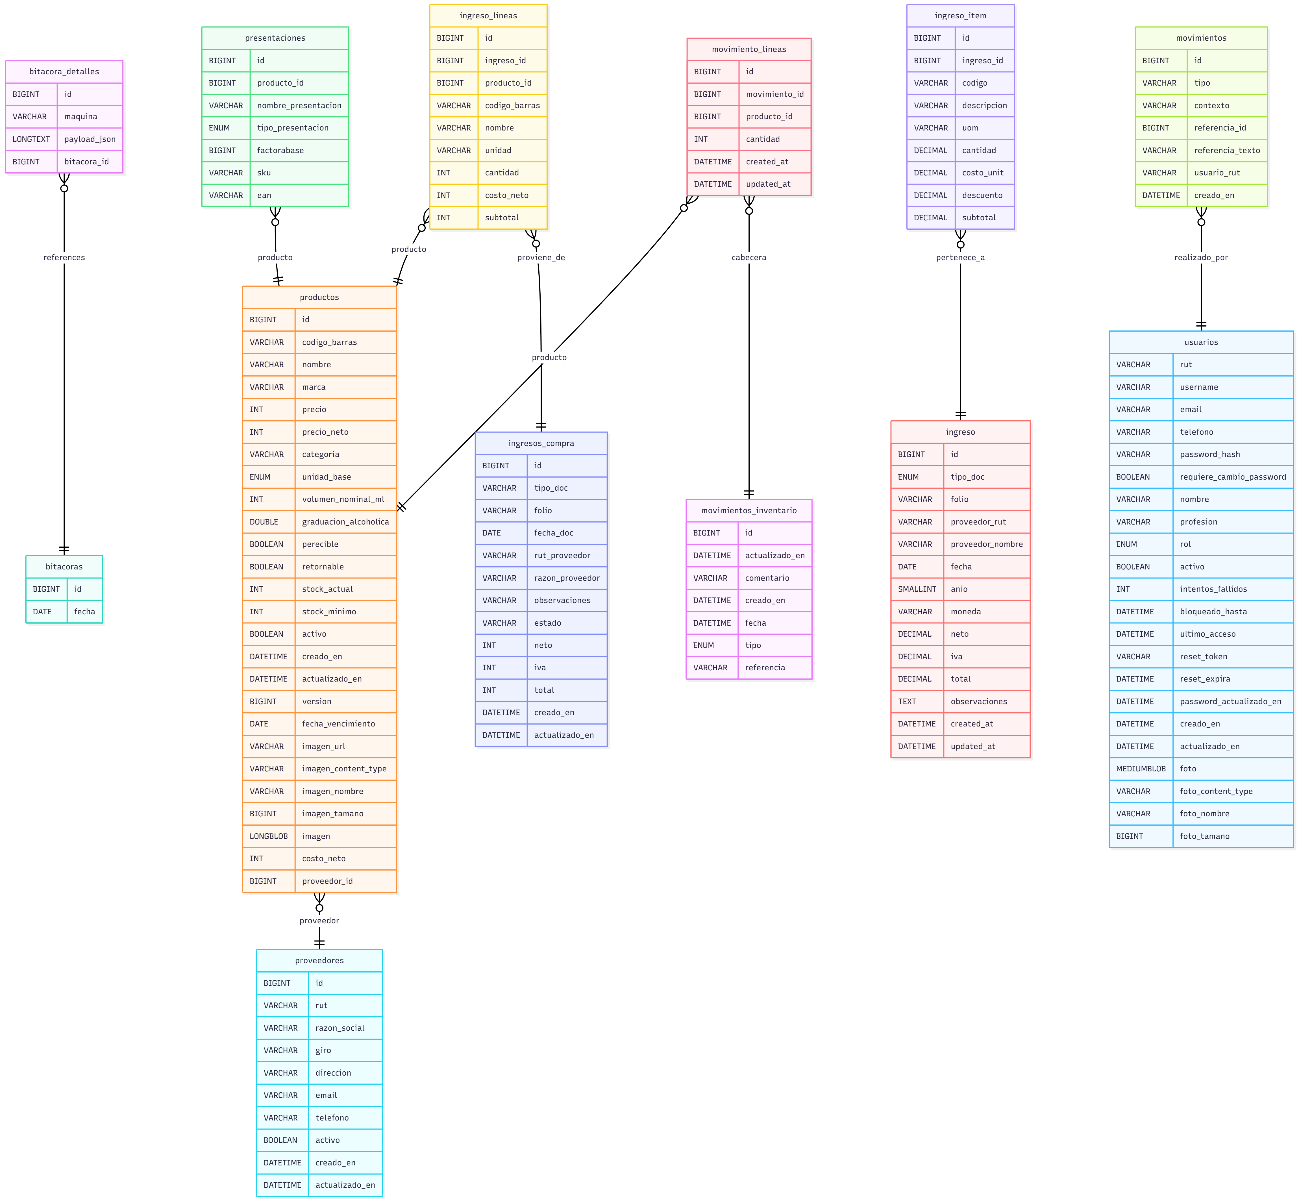 bitacora_detalles
BIGINT id
VARCHAR maquina
LONGTEXT payload_json
BIGINT bitacora_id
presentaciones
BIGINT id
BIGINT producto_id
VARCHAR nombre_presentacion
ENUM tipo_presentacion
BIGINT factorabase
VARCHAR sku
VARCHAR ean
ingreso_lineas
BIGINT id
BIGINT ingreso_id
BIGINT producto_id
VARCHAR codigo_barras
VARCHAR nombre
VARCHAR unidad
INT cantidad
INT costo_neto
INT subtotal
movimiento_lineas
BIGINT id
BIGINT movimiento_id
BIGINT producto_id
INT cantidad
DATETIME created_at
DATETIME updated_at
ingreso_item
BIGINT id
BIGINT ingreso_id
VARCHAR codigo
VARCHAR descripcion
VARCHAR uom
DECIMAL cantidad
DECIMAL costo_unit
DECIMAL descuento
DECIMAL subtotal
movimientos
BIGINT id
VARCHAR tipo
VARCHAR contexto
BIGINT referencia_id
VARCHAR referencia_texto
VARCHAR usuario_rut
DATETIME creado_en
references
producto
producto
proviene_de
cabecera
pertenece_a
realizado_por
producto
productos
BIGINT id
VARCHAR codigo_barras
VARCHAR nombre
VARCHAR marca
INT precio
INT precio_neto
VARCHAR categoria
ENUM unidad_base
INT volumen_nominal_ml
DOUBLE graduacion_alcoholica
BOOLEAN perecible
BOOLEAN retornable
INT stock_actual
INT stock_minimo
BOOLEAN activo
DATETIME creado_en
DATETIME actualizado_en
BIGINT version
DATE fecha_vencimiento
VARCHAR imagen_url
VARCHAR imagen_content_type
VARCHAR imagen_nombre
BIGINT imagen_tamano
LONGBLOB imagen
INT costo_neto
BIGINT proveedor_id
usuarios
VARCHAR rut
VARCHAR username
VARCHAR email
VARCHAR telefono
VARCHAR password_hash
BOOLEAN requiere_cambio_password
VARCHAR nombre
VARCHAR profesion
ENUM rol
BOOLEAN activo
INT intentos_fallidos
DATETIME bloqueado_hasta
DATETIME ultimo_acceso
VARCHAR reset_token
DATETIME reset_expira
DATETIME password_actualizado_en
DATETIME creado_en
DATETIME actualizado_en
MEDIUMBLOB foto
VARCHAR foto_content_type
VARCHAR foto_nombre
BIGINT foto_tamano
ingresos_compra
BIGINT id
VARCHAR tipo_doc
VARCHAR folio
DATE fecha_doc
VARCHAR rut_proveedor
VARCHAR razon_proveedor
VARCHAR observaciones
VARCHAR estado
INT neto
INT iva
INT total
DATETIME creado_en
DATETIME actualizado_en
ingreso
BIGINT id
ENUM tipo_doc
VARCHAR folio
VARCHAR proveedor_rut
VARCHAR proveedor_nombre
DATE fecha
SMALLINT anio
VARCHAR moneda
DECIMAL neto
DECIMAL iva
DECIMAL total
TEXT observaciones
DATETIME created_at
DATETIME updated_at
movimientos_inventario
BIGINT id
DATETIME actualizado_en
VARCHAR comentario
DATETIME creado_en
DATETIME fecha
ENUM tipo
VARCHAR referencia
bitacoras
BIGINT id
DATE fecha
proveedor
proveedores
BIGINT id
VARCHAR rut
VARCHAR razon_social
VARCHAR giro
VARCHAR direccion
VARCHAR email
VARCHAR telefono
BOOLEAN activo
DATETIME creado_en
DATETIME actualizado_en